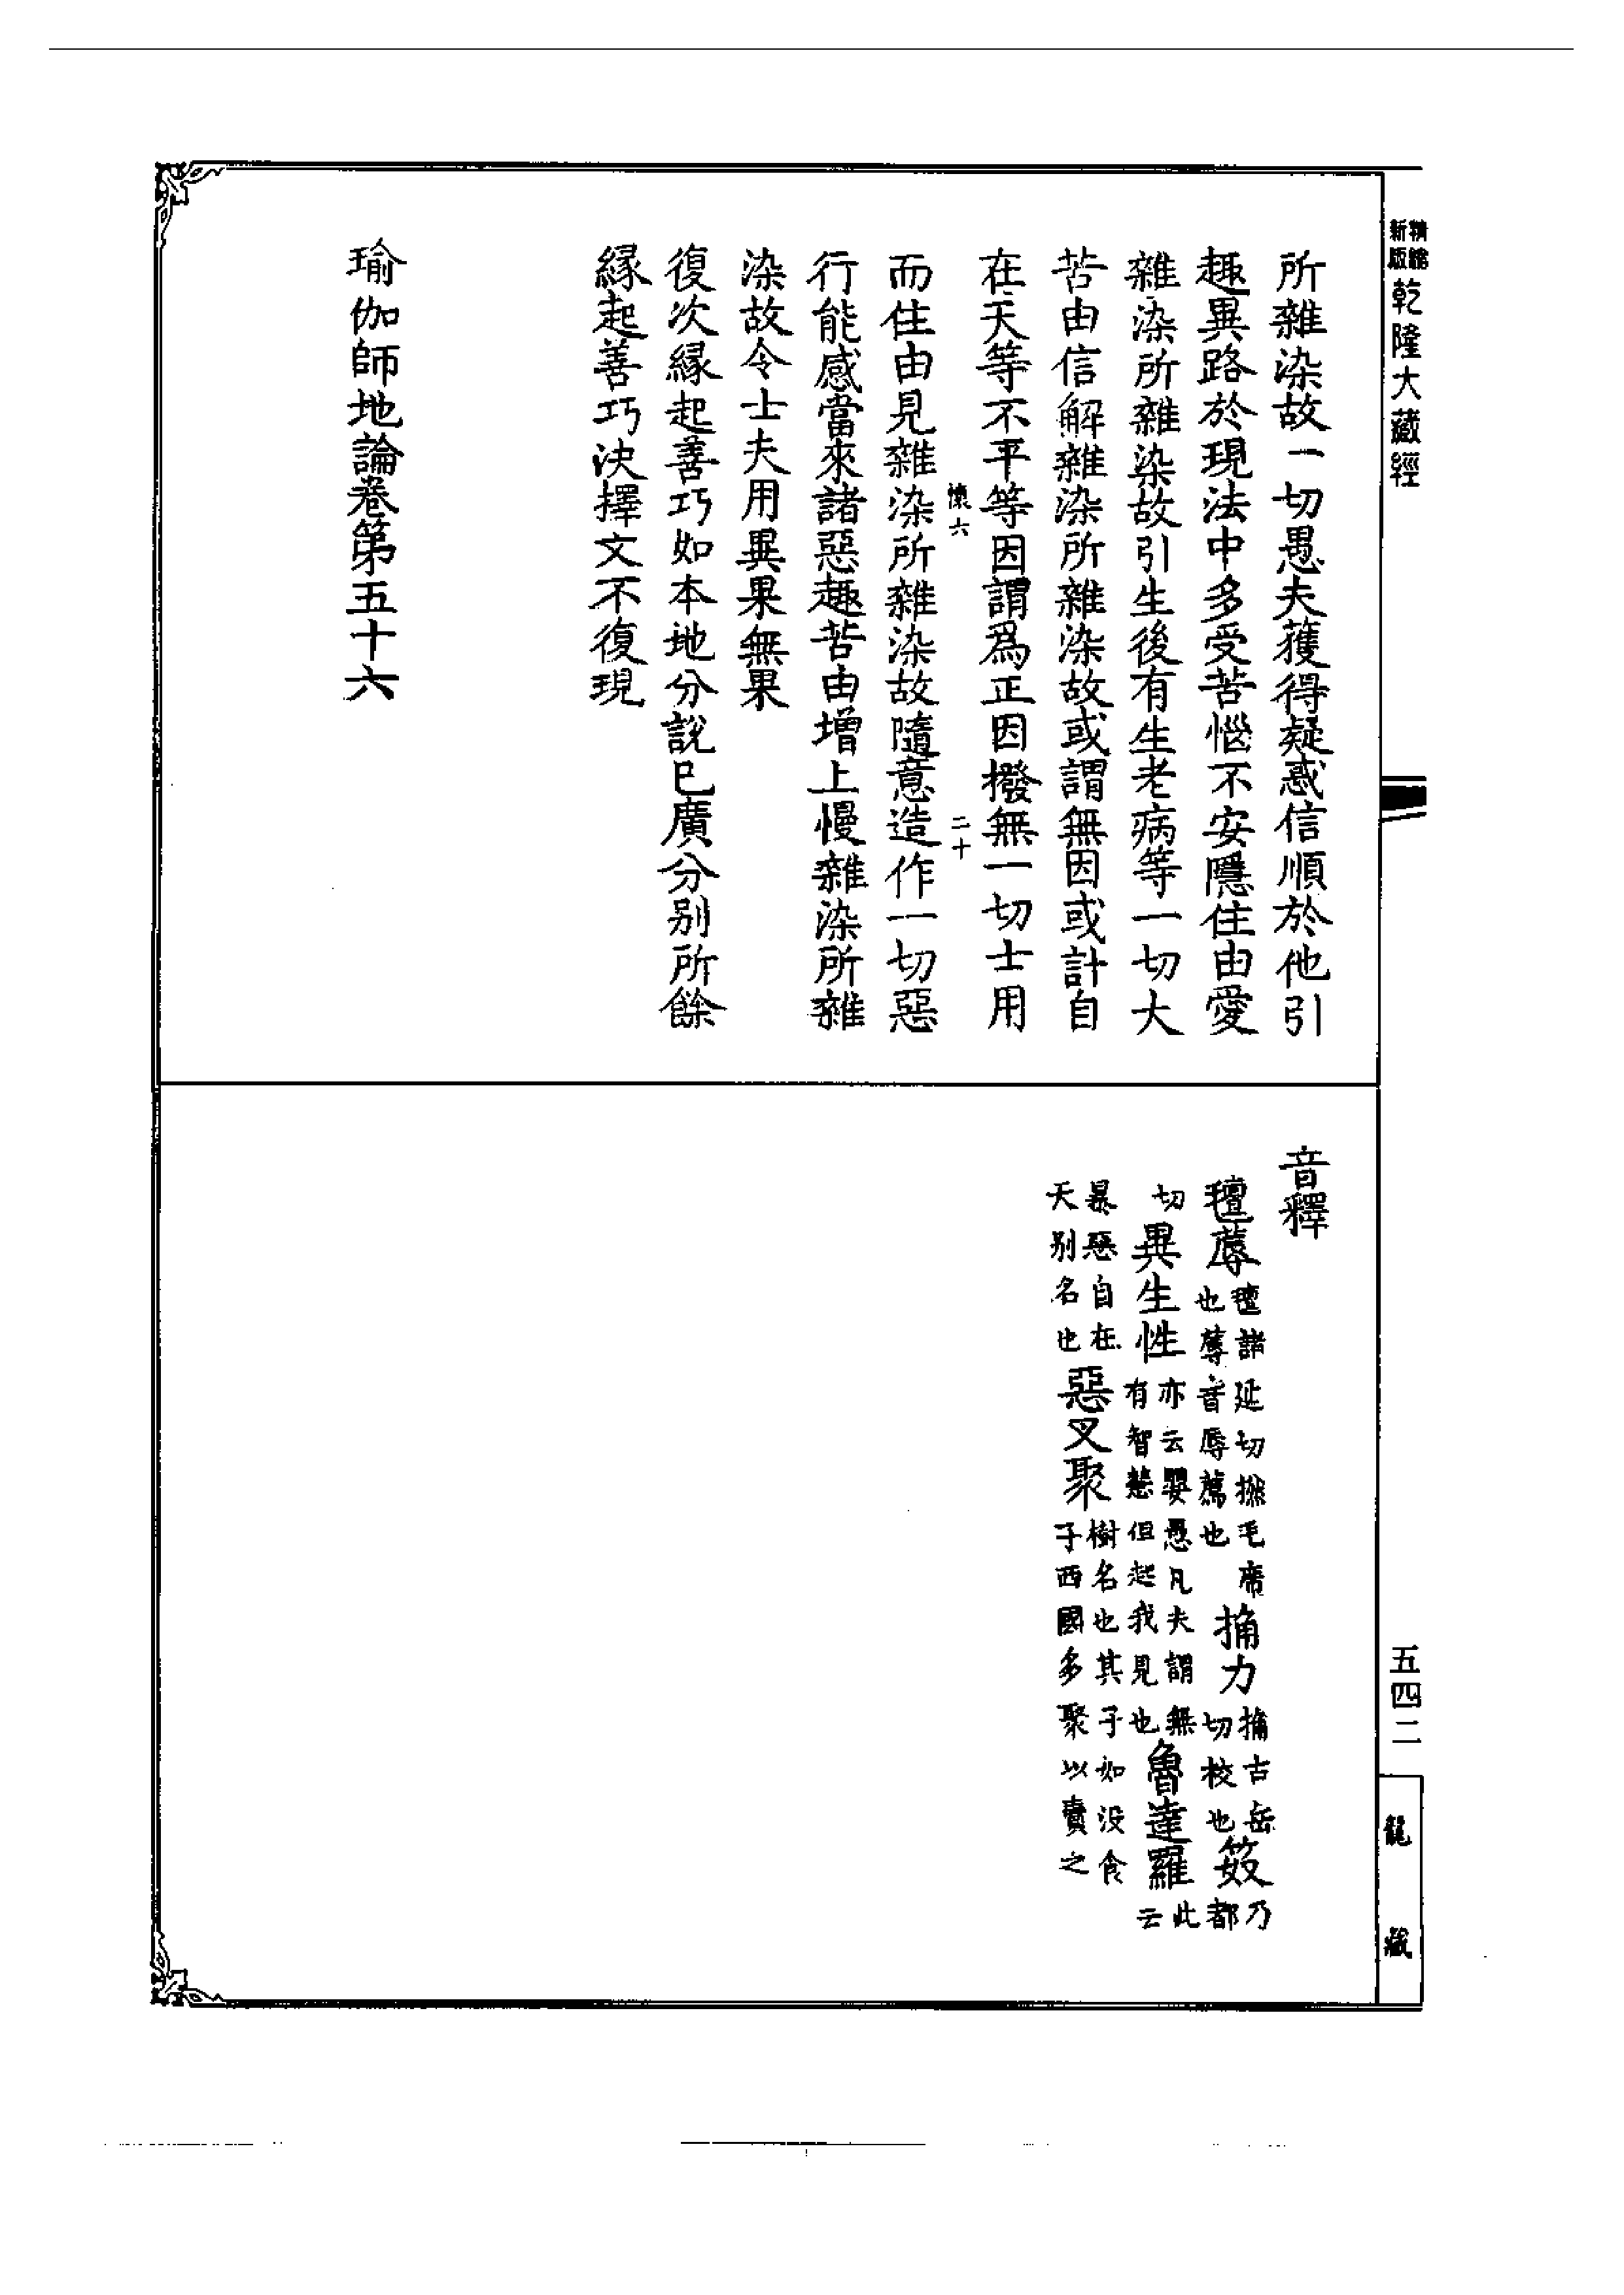 精縮新版 乾隆大藏經
所雜染故一切愚夫獲得疑惑信順於他引
趣異路於現法中多受苦惱不安隱住由愛
雜染所雜染故引生後有生老病等一切大
苦由信解雜染所雜染故或謂無因或計自
在天等不平等因謂爲正因撥無一切士用
懷六 二十
而住由見雜染所雜染故隨意造作一切惡
行能感當來諸惡趣苦由增上慢雜染所雜
染故令士夫用異果無果
復次緣起善巧如本地分說已廣分別所餘
緣起善巧決擇文不復現
瑜伽師地論卷第五十六
音釋
氊蓐氊諸延切撚毛席也蓐音辱薦也捔力捔古岳切校也笯乃都
切異生性亦云嬰愚凡夫謂無有智慧但起我見也魯達羅此云
暴惡自在天別名也惡叉聚樹名也其子如没食子西國多聚以賣之
五四二
龍藏